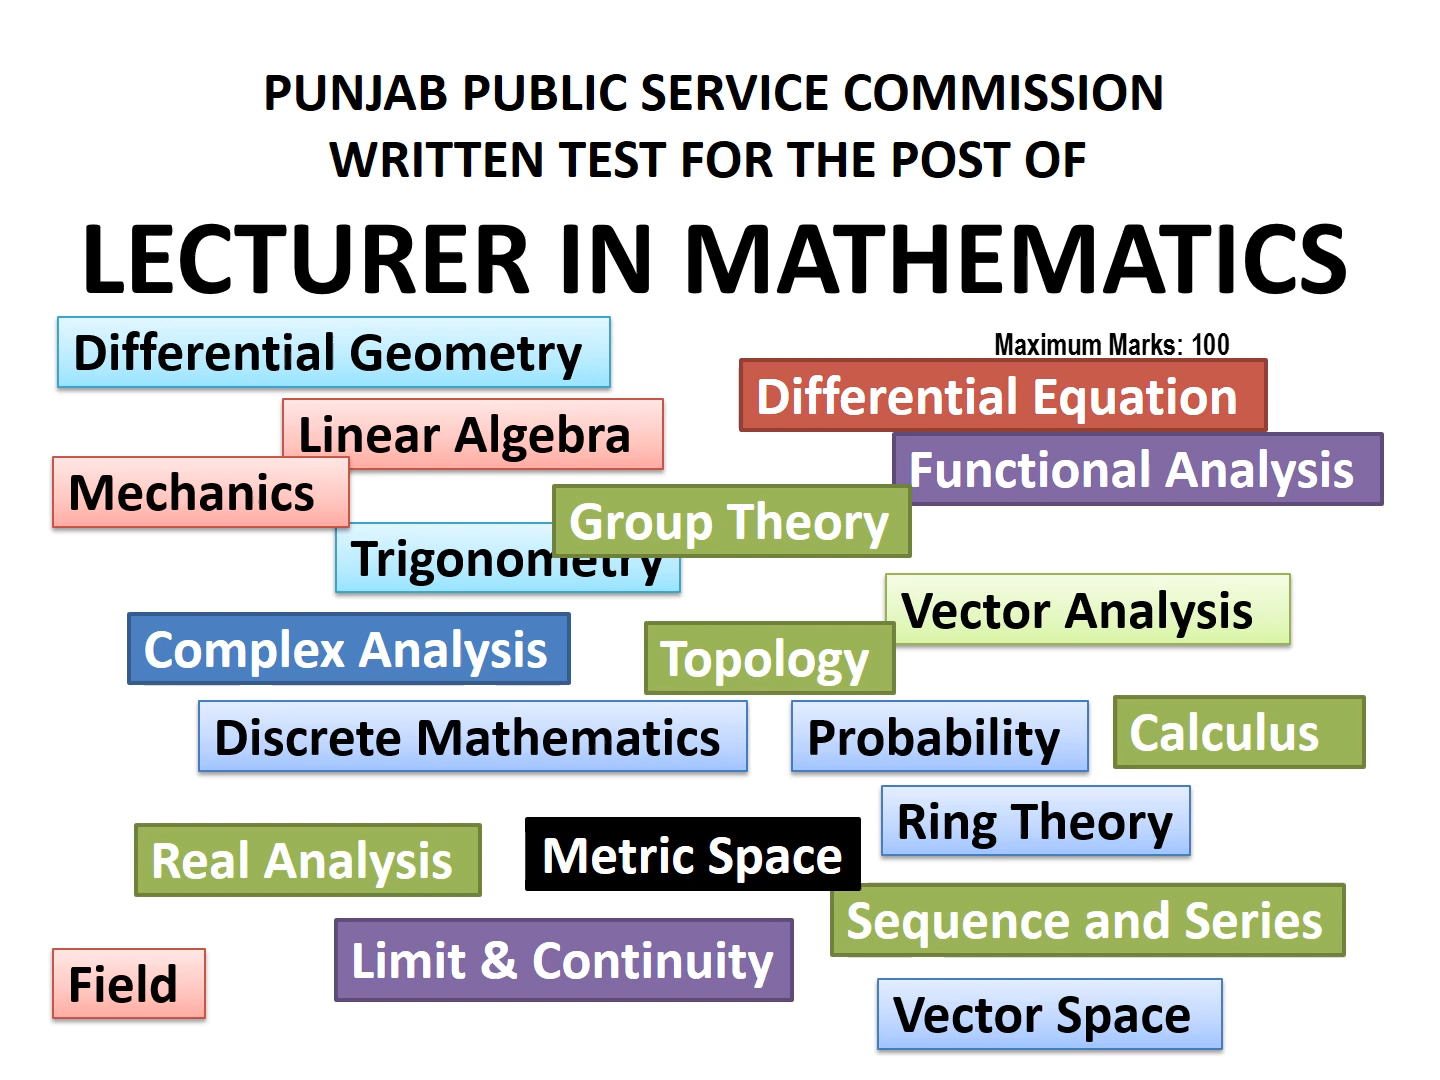 PUNJAB PUBLIC SERVICE COMMISSION
WRITTEN TEST FOR THE POST OF
LECTURER IN MATHEMATICS
Differential Geometry
Maximum Marks: 100
Differential Equation
Linear Algebra
Functional Analysis
Mechanics
Group Theory
Trigonometry
Vector Analysis
Complex Analysis
Topology
Discrete Mathematics
Probability
Calculus
Ring Theory
Real Analysis
Metric Space
Sequence and Series
Limit & Continuity
Field
Vector Space